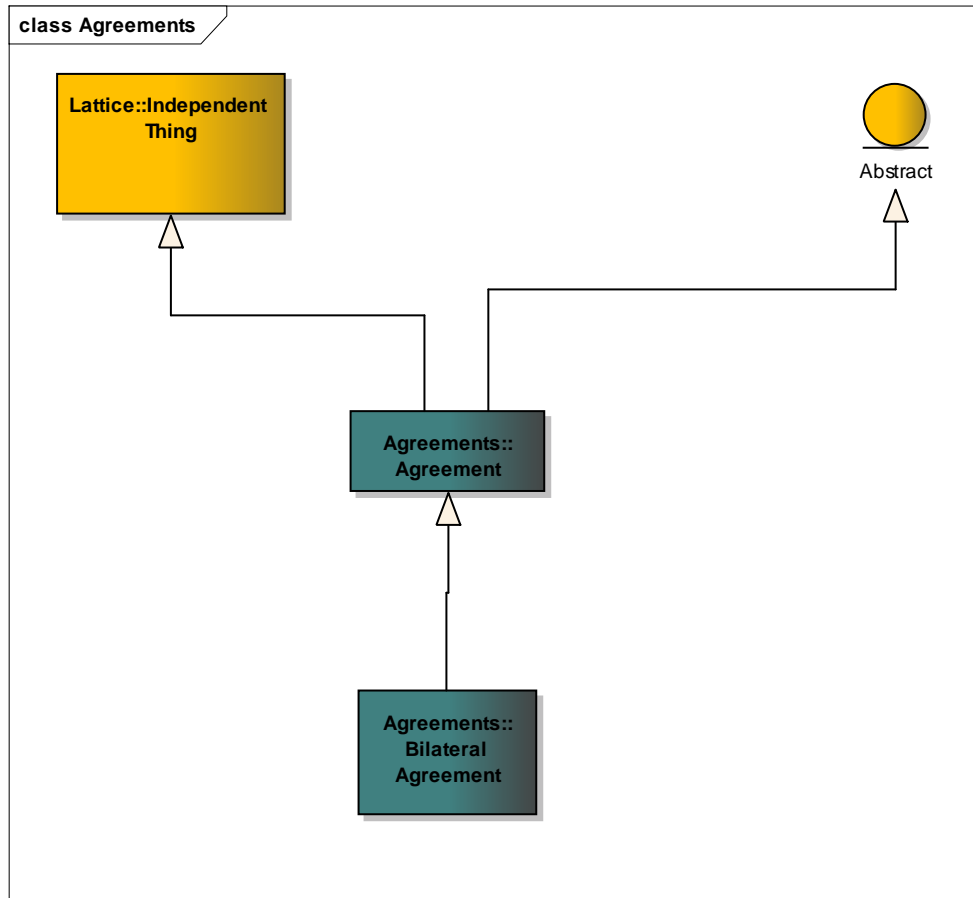 class Agreements
Lattice::Independent
Thing
Abstract
Agreements::
Agreement
Agreements::
Bilateral
Agreement